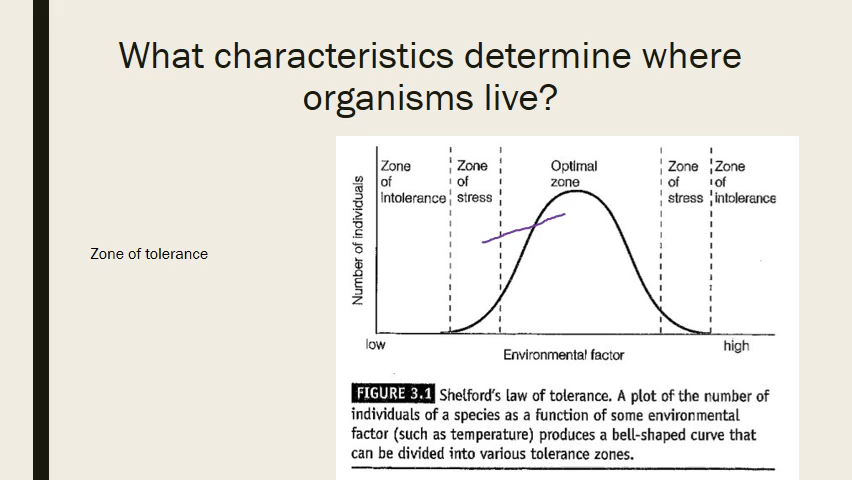 What characteristics determine where
organisms live?
Zone of tolerance
Number of individuals
Zone
of
intolerance
Zone
of
stress
Optimal
zone
Zone
of
stress
Zone
of
intolerance
low
Environmental factor
high
FIGURE 3.1 Shelford's law of tolerance. A plot of the number of
individuals of a species as a function of some environmental
factor (such as temperature) produces a bell-shaped curve that
can be divided into various tolerance zones.